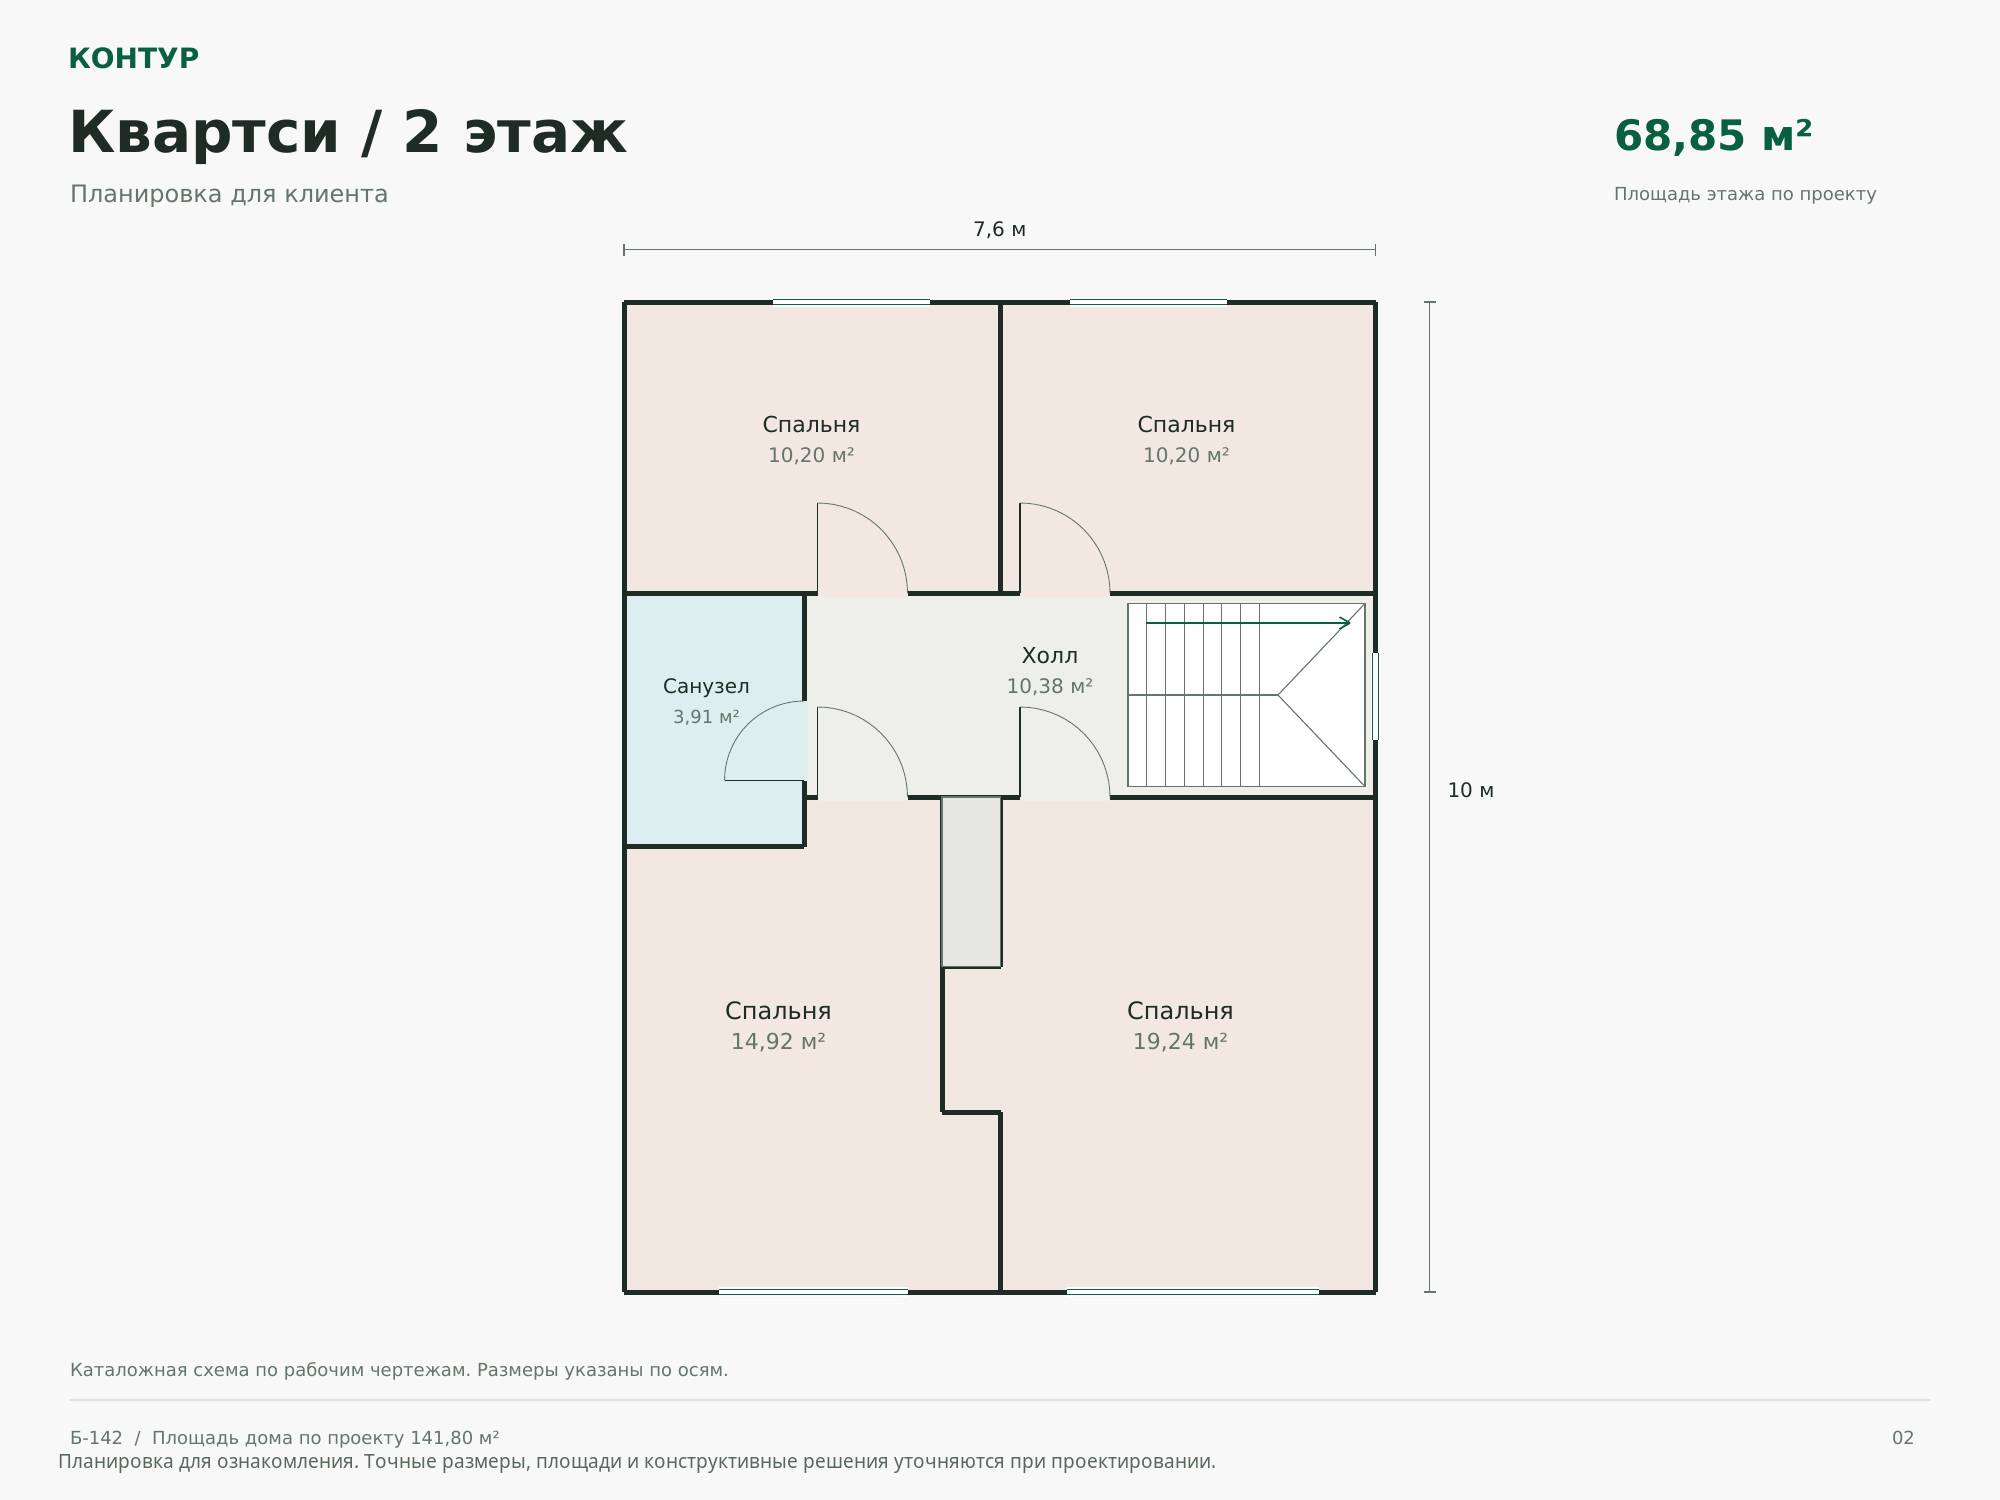 КОНТУР
Квартси / 2 этаж
68,85 м²
Планировка для клиента
Площадь этажа по проекту
7,6 м
Спальня
10,20 м²
Спальня
10,20 м²
Холл
10,38 м²
Санузел
3,91 м²
10 м
Спальня
14,92 м²
Спальня
19,24 м²
Каталожная схема по рабочим чертежам. Размеры указаны по осям.
Б-142 / Площадь дома по проекту 141,80 м²
02
Планировка для ознакомления. Точные размеры, площади и конструктивные решения уточняются при проектировании.